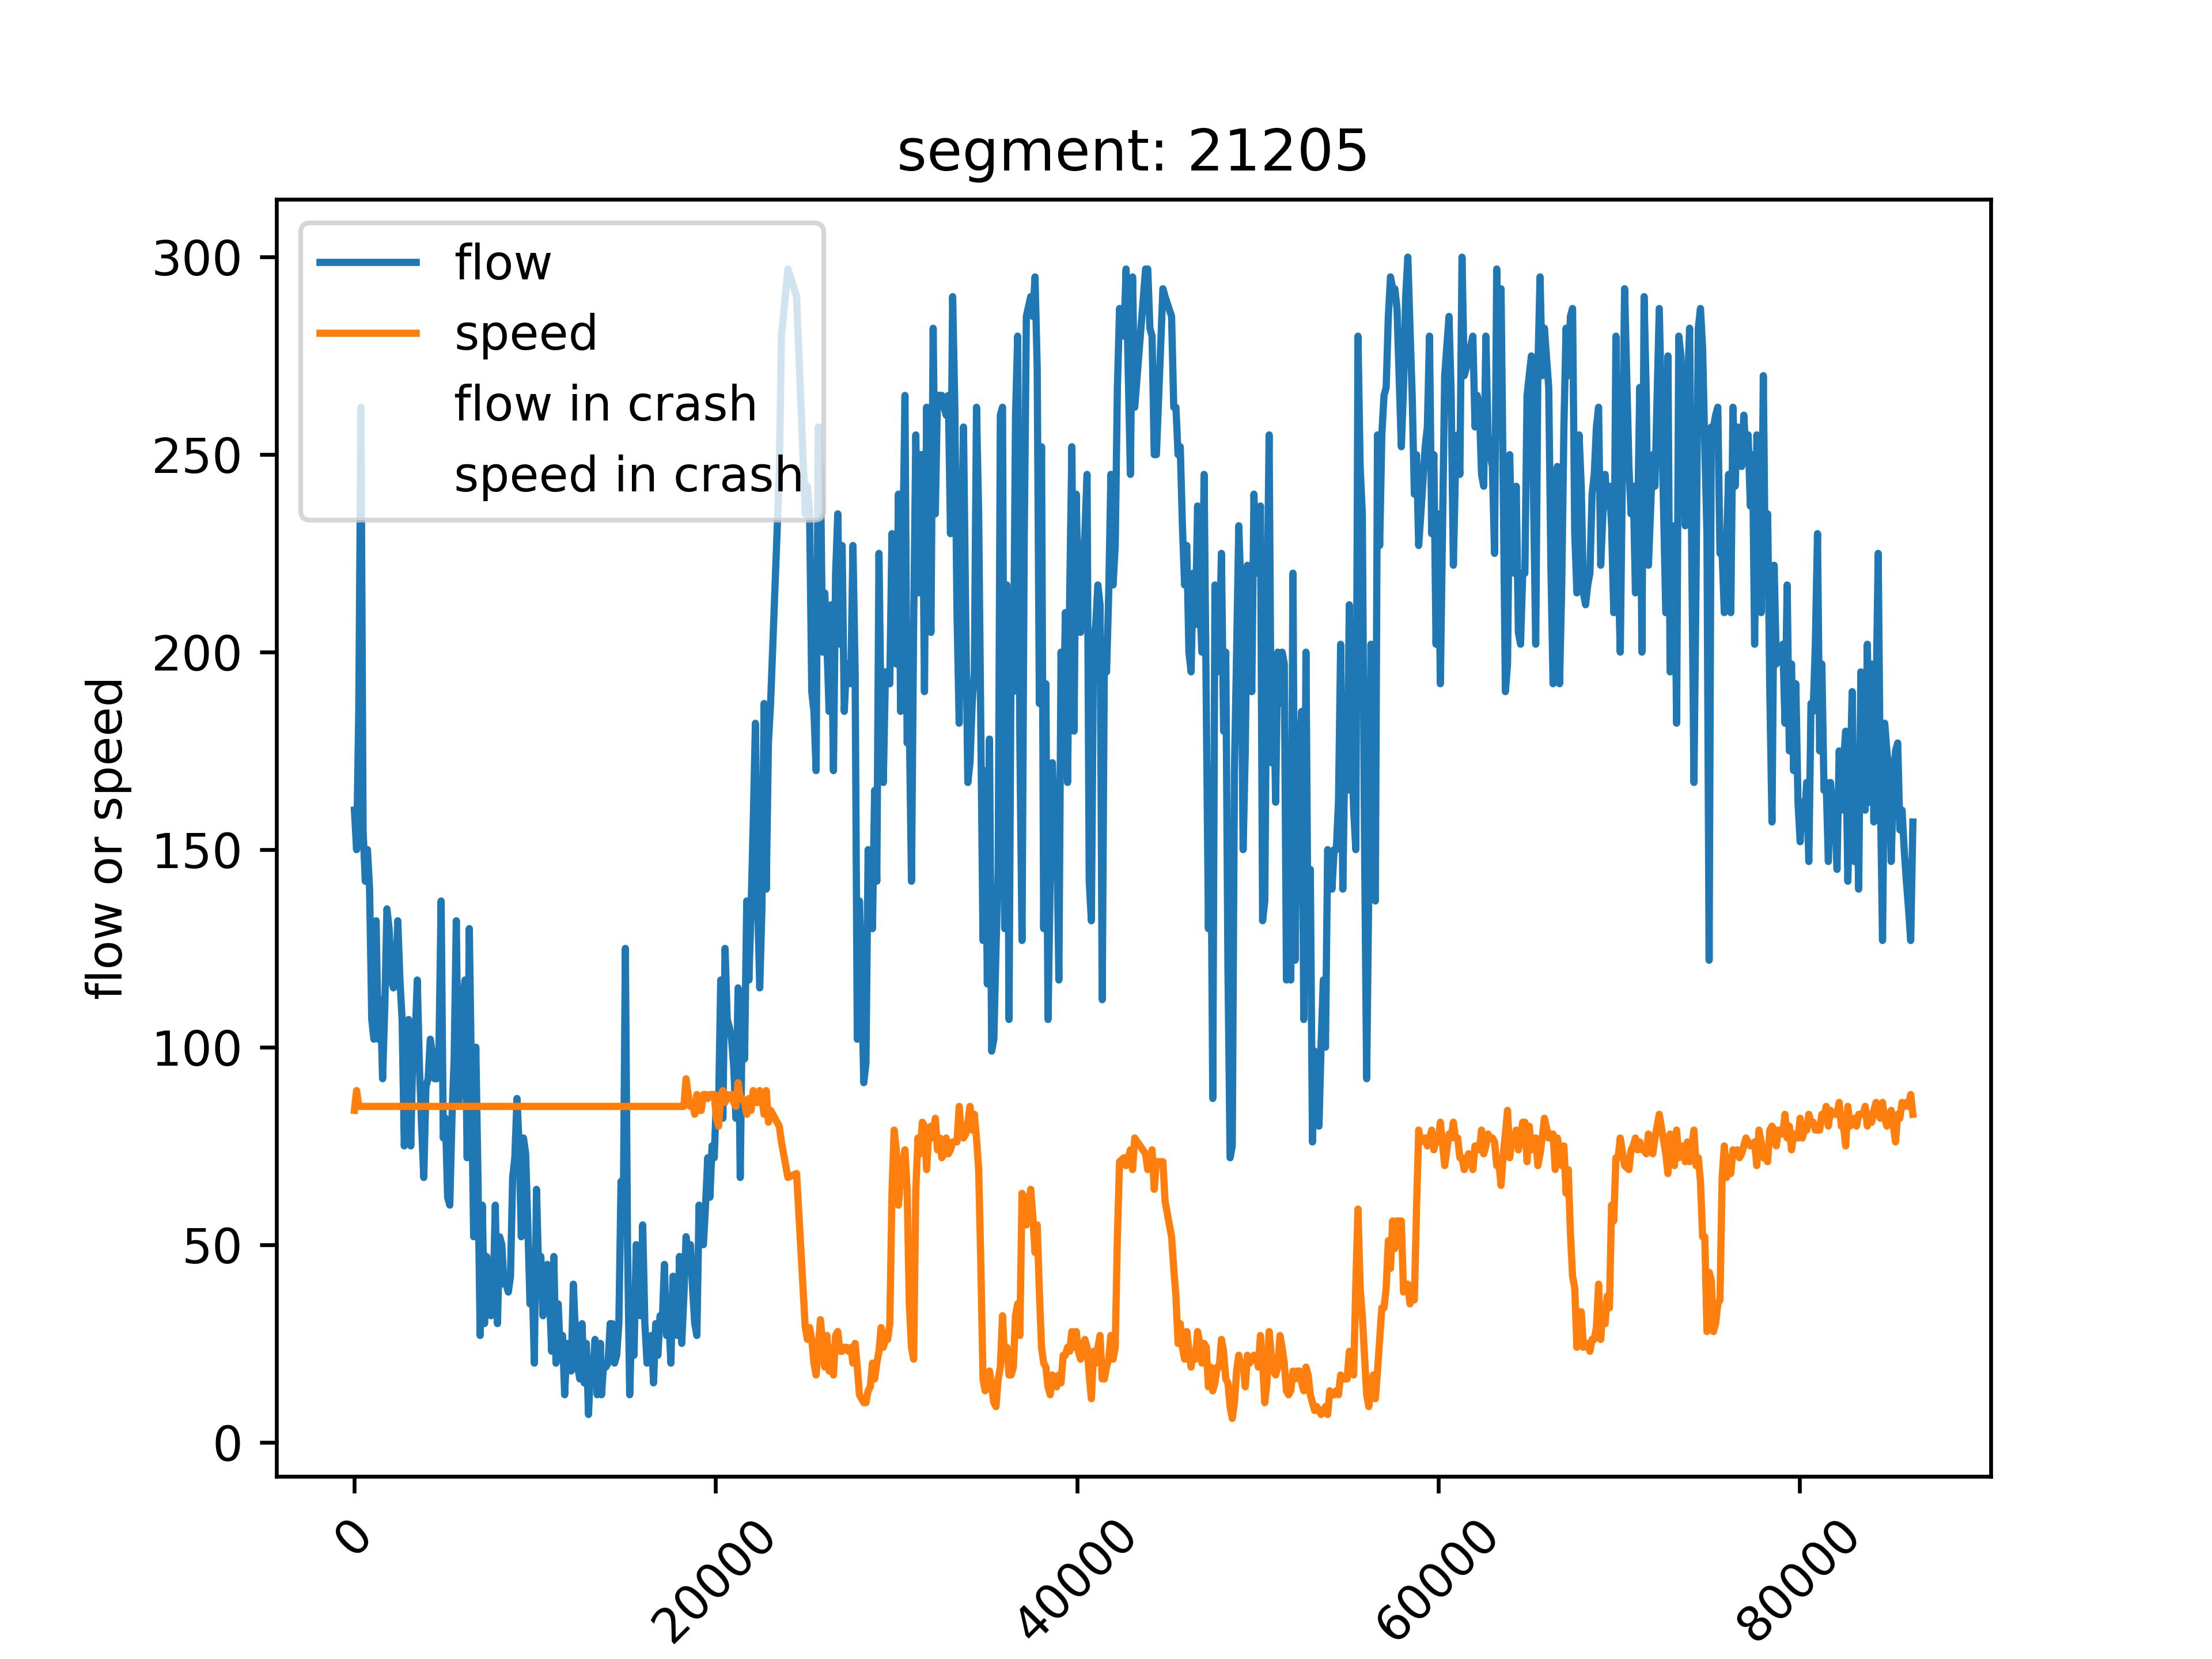 segment: 21205
flow
speed
flow in crash
speed in crash
flow or speed
300
250
200
150
100
50
0
0
20000
40000
60000
80000